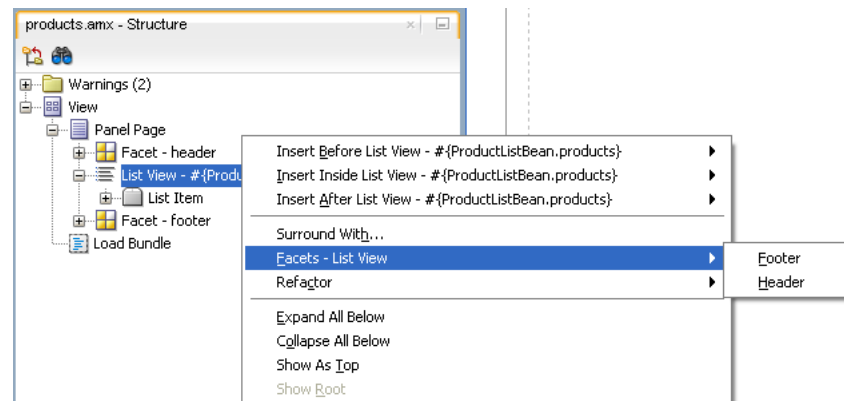 products.amx - Structure
Warnings (2)
View
Panel Page
Facet - header
List View - #{Produ
List Item
Facet - footer
Load Bundle
Insert Before List View - #{ProductListBean.products}
Insert Inside List View - #{ProductListBean.products}
Insert After List View - #{ProductListBean.products}
Surround With...
Facets - List View
Refactor
Expand All Below
Collapse All Below
Show As Top
Show Root
Footer
Header